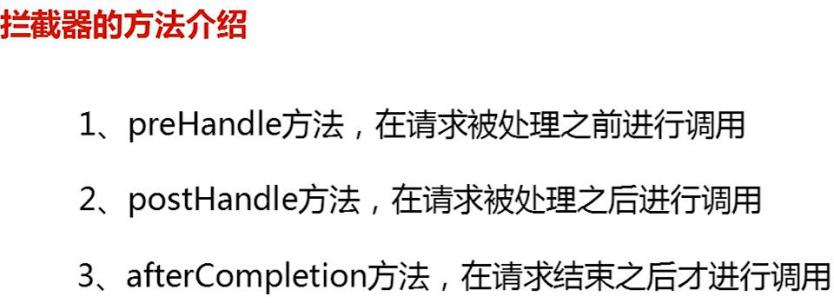 拦截器的方法介绍
1、preHandle方法，在请求被处理之前进行调用
2、postHandle方法，在请求被处理之后进行调用
3、afterCompletion方法，在请求结束之后才进行调用